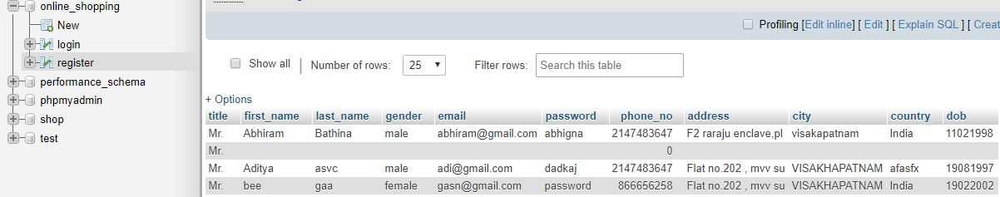 online_shopping
New
login
register
performance_schema
phpmyadmin
shop
test
Profiling [Edit inline] [ Edit ] [ Explain SQL ] [ Creat
Show all | Number of rows: 25 Filter rows: Search this table
+ Options
title first_name last_name gender email password phone_no address city country dob
Mr. Abhiram Bathina male abhiram@gmail.com abhigna 2147483647 F2 raraju enclave,pl visakapatnam India 11021998
Mr. 0
Mr. Aditya asvc male adi@gmail.com dadkaj 2147483647 Flat no.202 , mvv su VISAKHAPATNAM afasfx 19081997
Mr. bee gaa female gasn@gmail.com password 866656258 Flat no.202 , mvv su VISAKHAPATNAM India 19022002